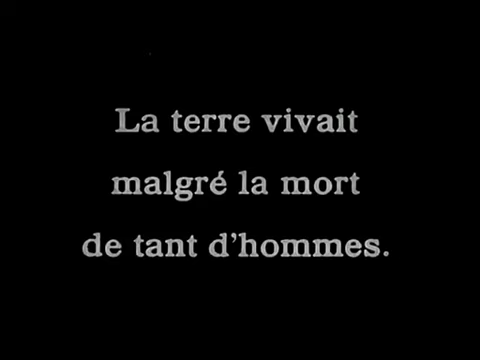 La terre vivait
malgré la mort
de tant d'hommes.